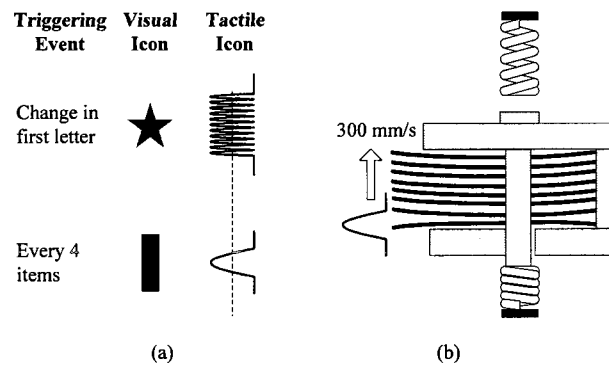 Triggering Visual Tactile
Event Icon Icon
Change in
first letter
Every 4
items
(a)
300 mm/s
(b)